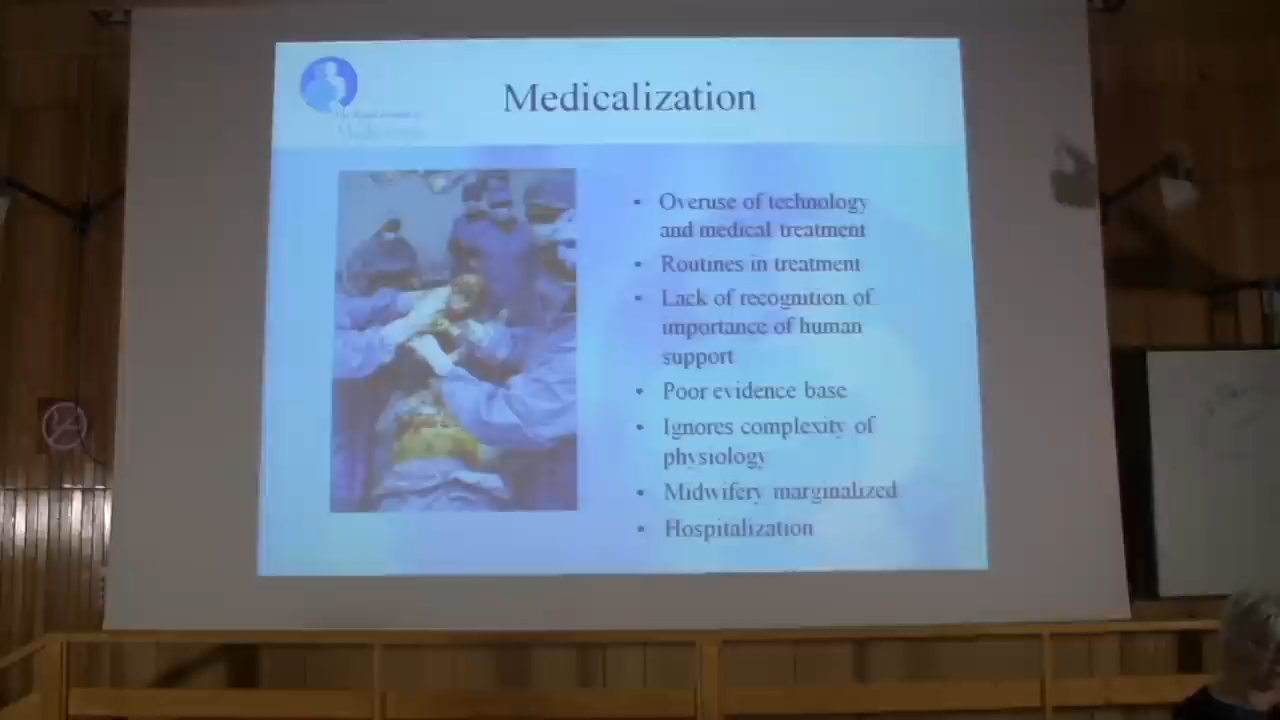 Medicalization
• Overuse of technology
and medical treatment
• Routines in treatment
• Lack of recognition of
importance of human
support
• Poor evidence base
• Ignores complexity of
physiology
• Midwifery marginalized
• Hospitalization